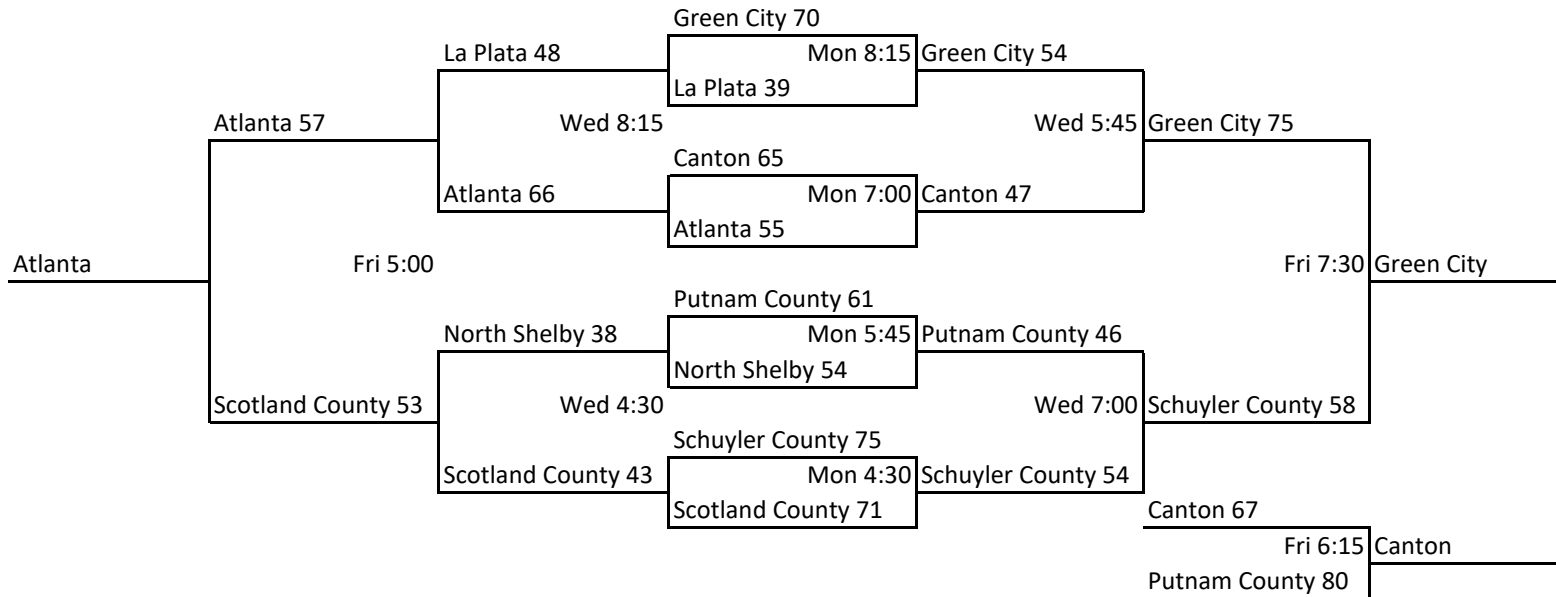 Green City 70
La Plata 48
Mon 8:15
Green City 54
La Plata 39
Atlanta 57
Wed 8:15
Wed 5:45
Green City 75
Canton 65
Atlanta 66
Mon 7:00
Canton 47
Atlanta 55
Atlanta
Fri 5:00
Fri 7:30
Green City
Putnam County 61
North Shelby 38
Mon 5:45
Putnam County 46
North Shelby 54
Scotland County 53
Wed 4:30
Wed 7:00
Schuyler County 58
Schuyler County 75
Scotland County 43
Mon 4:30
Schuyler County 54
Scotland County 71
Canton 67
Fri 6:15
Canton
Putnam County 80